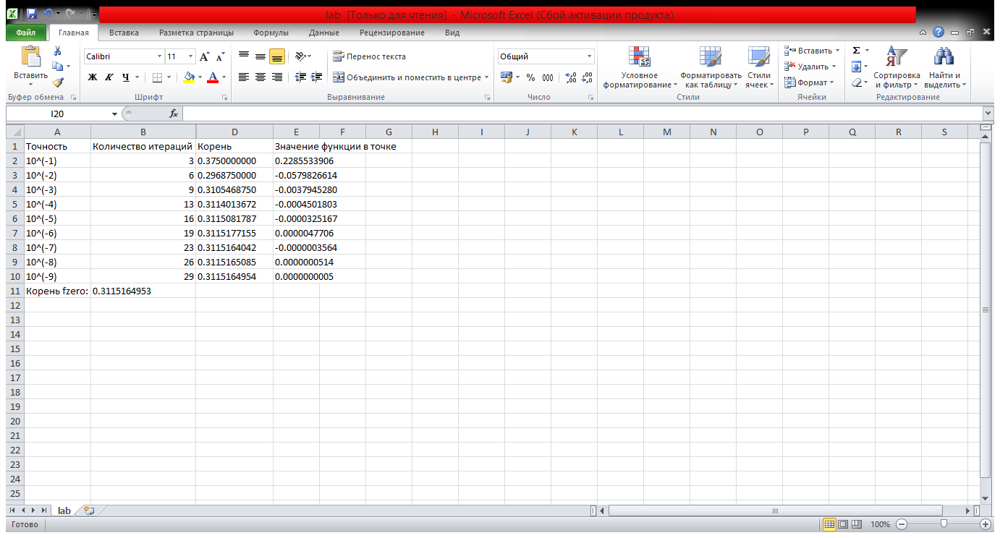 lab [Только для чтения] - Microsoft Excel (Сбой активации продукта)
Файл Главная Вставка Разметка страницы Формулы Данные Рецензирование Вид
Вставить
Буфер обмена
Calibri 11
Ж К Ч А
Шрифт
Перенос текста
Объединить и поместить в центре
Выравнивание
Общий
% 000 ,0 ,00 ,00 ,0
Число
Условное форматирование
Форматировать как таблицу
Стили ячеек
Стили
Вставить
Удалить
Формат
Ячейки
Σ
Сортировка и фильтр
Найти и выделить
Редактирование
I20 fx
A B D E F G H I J K L M N O P Q R S
1 Точность Количество итераций Корень Значение функции в точке
2 10^(-1) 3 0.3750000000 0.2285533906
3 10^(-2) 6 0.2968750000 -0.0579826614
4 10^(-3) 9 0.3105468750 -0.0037945280
5 10^(-4) 13 0.3114013672 -0.0004501803
6 10^(-5) 16 0.3115081787 -0.0000325167
7 10^(-6) 19 0.3115177155 0.0000047706
8 10^(-7) 23 0.3115164042 -0.0000003564
9 10^(-8) 26 0.3115165085 0.0000000514
10 10^(-9) 29 0.3115164954 0.0000000005
11 Корень fzero: 0.3115164953
12
13
14
15
16
17
18
19
20
21
22
23
24
25
lab
Готово 100%